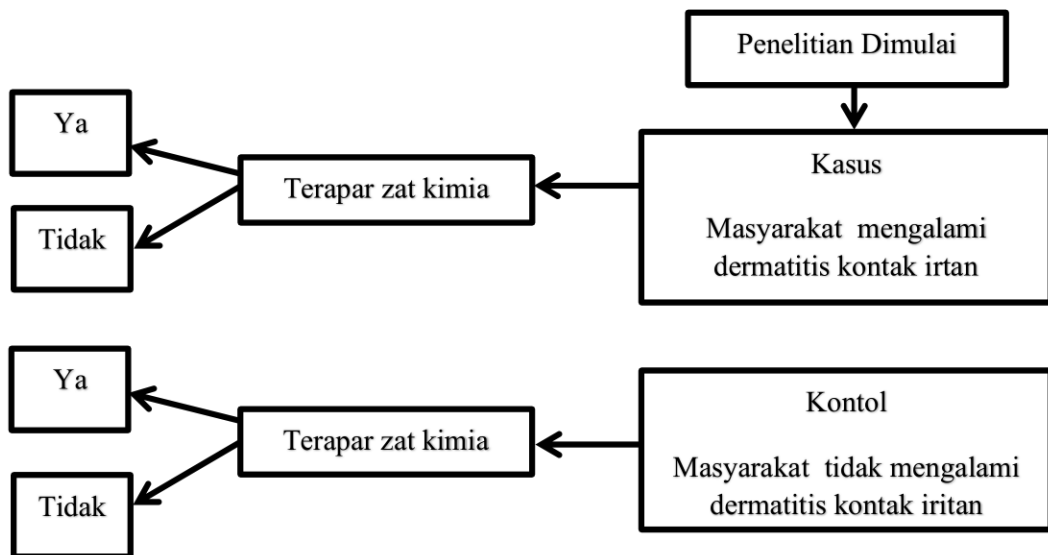 Penelitian Dimulai
Ya
Tidak
Terapar zat kimia
Kasus
Masyarakat mengalami
dermatitis kontak irtan
Ya
Tidak
Terapar zat kimia
Kontol
Masyarakat tidak mengalami
dermatitis kontak iritan